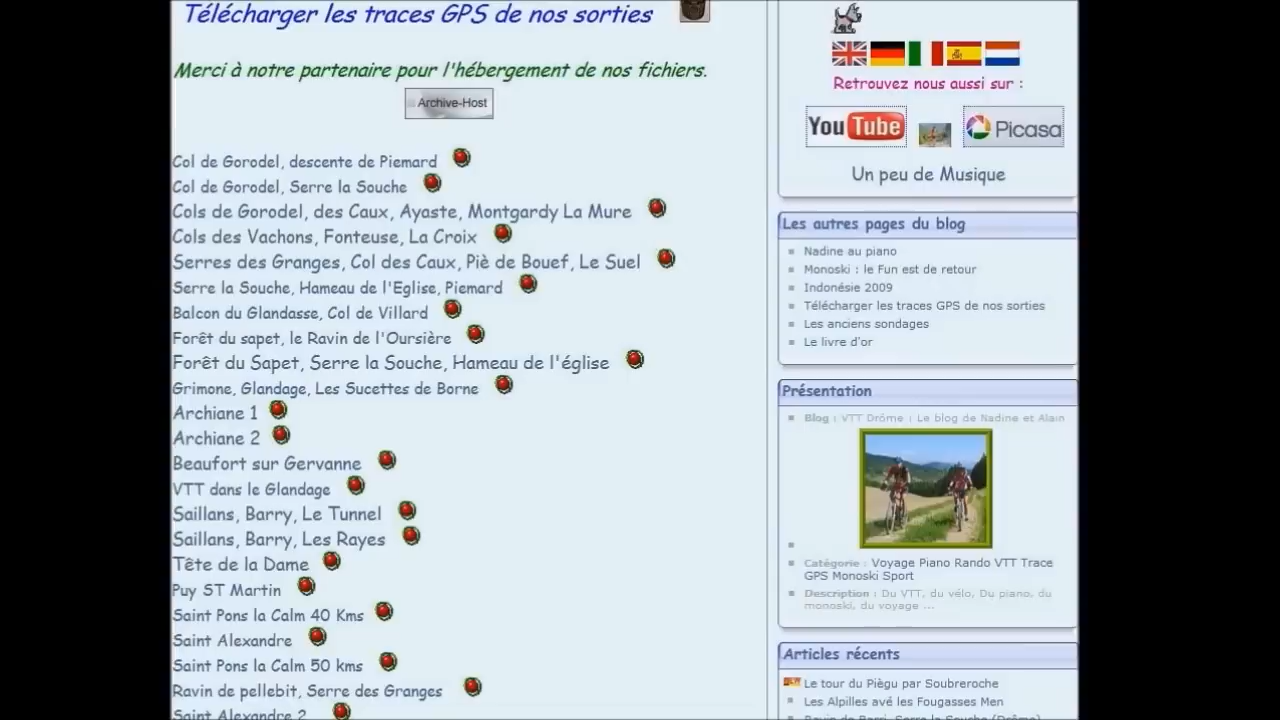 Télécharger les traces GPS de nos sorties
Merci à notre partenaire pour l'hébergement de nos fichiers.
Archive-Host
Col de Gorodel, descente de Piemard
Col de Gorodel, Serre la Souche
Cols de Gorodel, des Caux, Ayaste, Montgardy La Mure
Cols des Vachons, Fonteuse, La Croix
Serres des Granges, Col des Caux, Piè de Bouef, Le Suel
Serre la Souche, Hameau de l'Eglise, Piemard
Balcon du Glandasse, Col de Villard
Forêt du sapet, le Ravin de l'Oursière
Forêt du Sapet, Serre la Souche, Hameau de l'église
Grimone, Glandage, Les Sucettes de Borne
Archiane 1
Archiane 2
Beaufort sur Gervanne
VTT dans le Glandage
Saillans, Barry, Le Tunnel
Saillans, Barry, Les Rayes
Tête de la Dame
Puy ST Martin
Saint Pons la Calm 40 Kms
Saint Alexandre
Saint Pons la Calm 50 kms
Ravin de pellebit, Serre des Granges
Saint Alexandre 2
Retrouvez nous aussi sur :
YouTube
Picasa
Un peu de Musique
Les autres pages du blog
Nadine au piano
Monoski : le Fun est de retour
Indonésie 2009
Télécharger les traces GPS de nos sorties
Les anciens sondages
Le livre d'or
Présentation
Blog : VTT Drôme : Le blog de Nadine et Alain
Catégorie : Voyage Piano Rando VTT Trace
GPS Monoski Sport
Description : Du VTT, du vélo, Du piano, du
monoski, du voyage ...
Articles récents
Le tour du Piègu par Soubreroche
Les Alpilles avé les Fougasses Men
Ravin de Barri, Serre la Souche (Drôme)